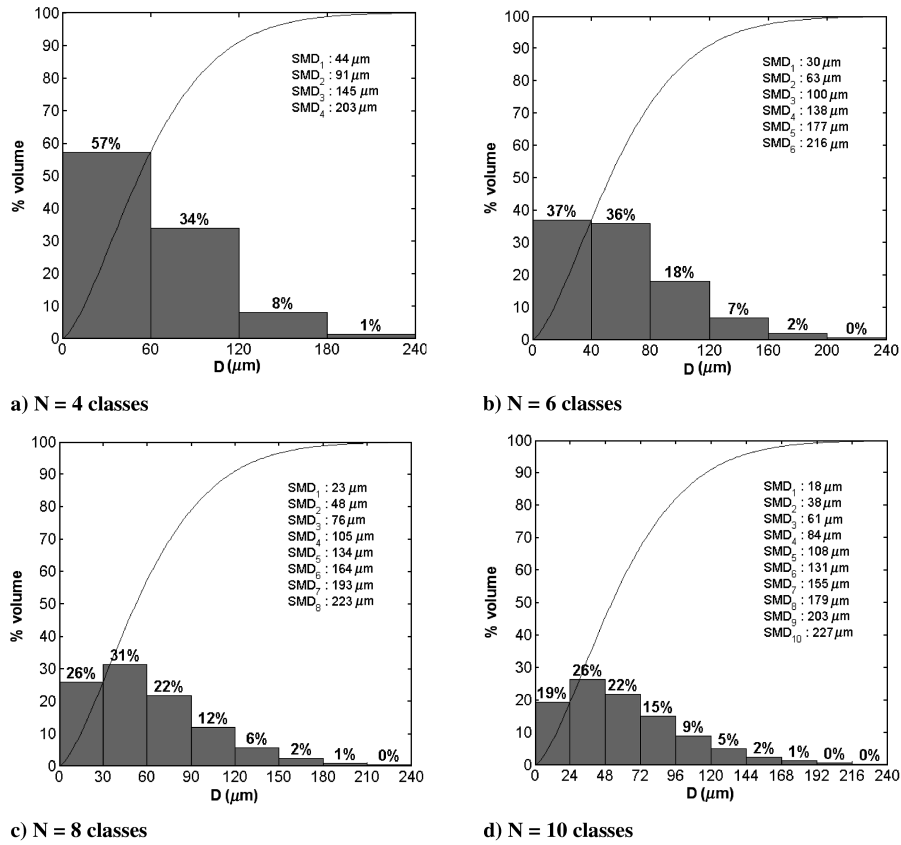 % volume
100
90
80
70
60
50
40
30
20
10
0
SMD1 : 44 μm
SMD2 : 91 μm
SMD3 : 145 μm
SMD4 : 203 μm
57%
34%
8%
1%
0 60 120 180 240
D (μm)
a) N = 4 classes
% volume
100
90
80
70
60
50
40
30
20
10
0
SMD1 : 30 μm
SMD2 : 63 μm
SMD3 : 100 μm
SMD4 : 138 μm
SMD5 : 177 μm
SMD6 : 216 μm
37% 36%
18%
7%
2% 0%
0 40 80 120 160 200 240
D (μm)
b) N = 6 classes
% volume
100
90
80
70
60
50
40
30
20
10
0
SMD1 : 23 μm
SMD2 : 48 μm
SMD3 : 76 μm
SMD4 : 105 μm
SMD5 : 134 μm
SMD6 : 164 μm
SMD7 : 193 μm
SMD8 : 223 μm
26% 31%
22%
12%
6%
2% 1% 0%
0 30 60 90 120 150 180 210 240
D (μm)
c) N = 8 classes
% volume
100
90
80
70
60
50
40
30
20
10
0
SMD1 : 18 μm
SMD2 : 38 μm
SMD3 : 61 μm
SMD4 : 84 μm
SMD5 : 108 μm
SMD6 : 131 μm
SMD7 : 155 μm
SMD8 : 179 μm
SMD9 : 203 μm
SMD10 : 227 μm
19% 26% 22%
15%
9%
5%
2% 1% 0% 0%
0 24 48 72 96 120 144 168 192 216 240
D (μm)
d) N = 10 classes